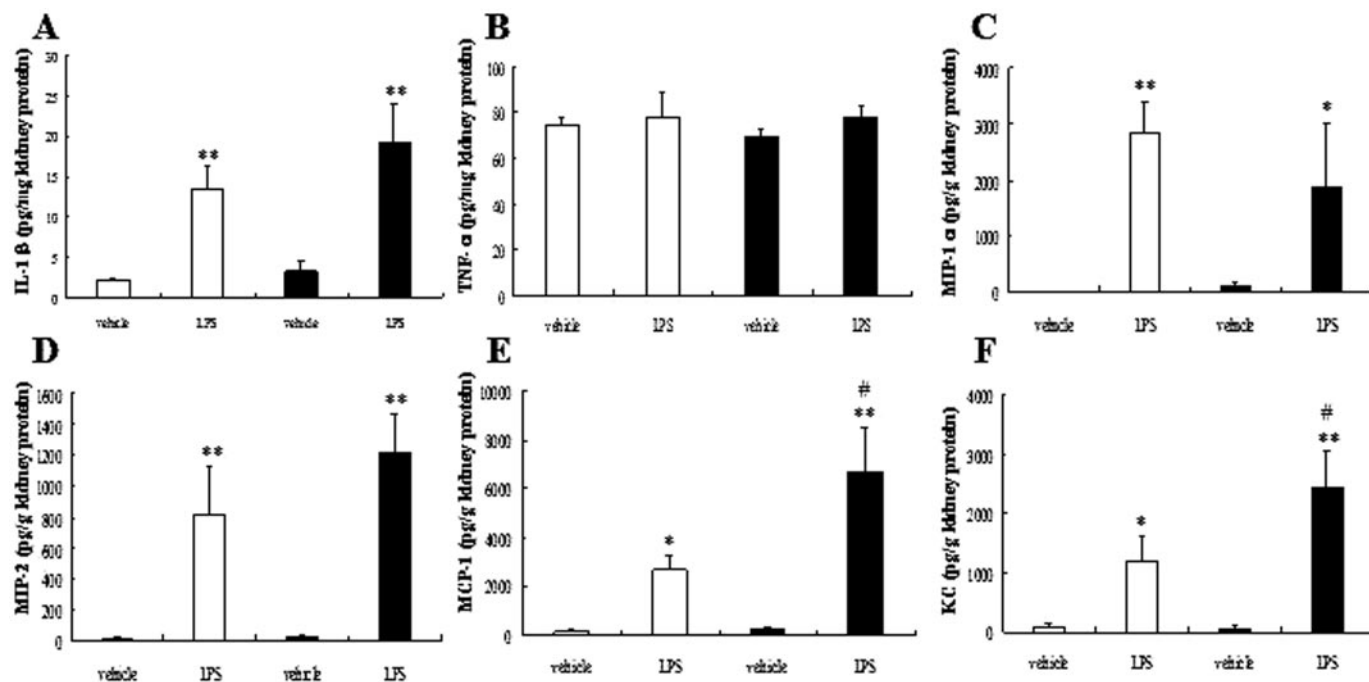 A
IL-1 β (pg/mg kidney protein)
30
25
20
15
10
5
0
**
**
vehicle LPS vehicle LPS
B
TNF- α (pg/mg kidney protein)
100
80
60
40
20
0
vehicle LPS vehicle LPS
C
MIP-1 α (pg/g kidney protein)
4000
3000
2000
1000
0
**
*
vehicle LPS vehicle LPS
D
MIP-2 (pg/g kidney protein)
1600
1400
1200
1000
800
600
400
200
0
**
**
vehicle LPS vehicle LPS
E
MCP-1 (pg/g kidney protein)
10000
8000
6000
4000
2000
0
*
#
**
vehicle LPS vehicle LPS
F
KC (pg/g kidney protein)
4000
3000
2000
1000
0
*
#
**
vehicle LPS vehicle LPS